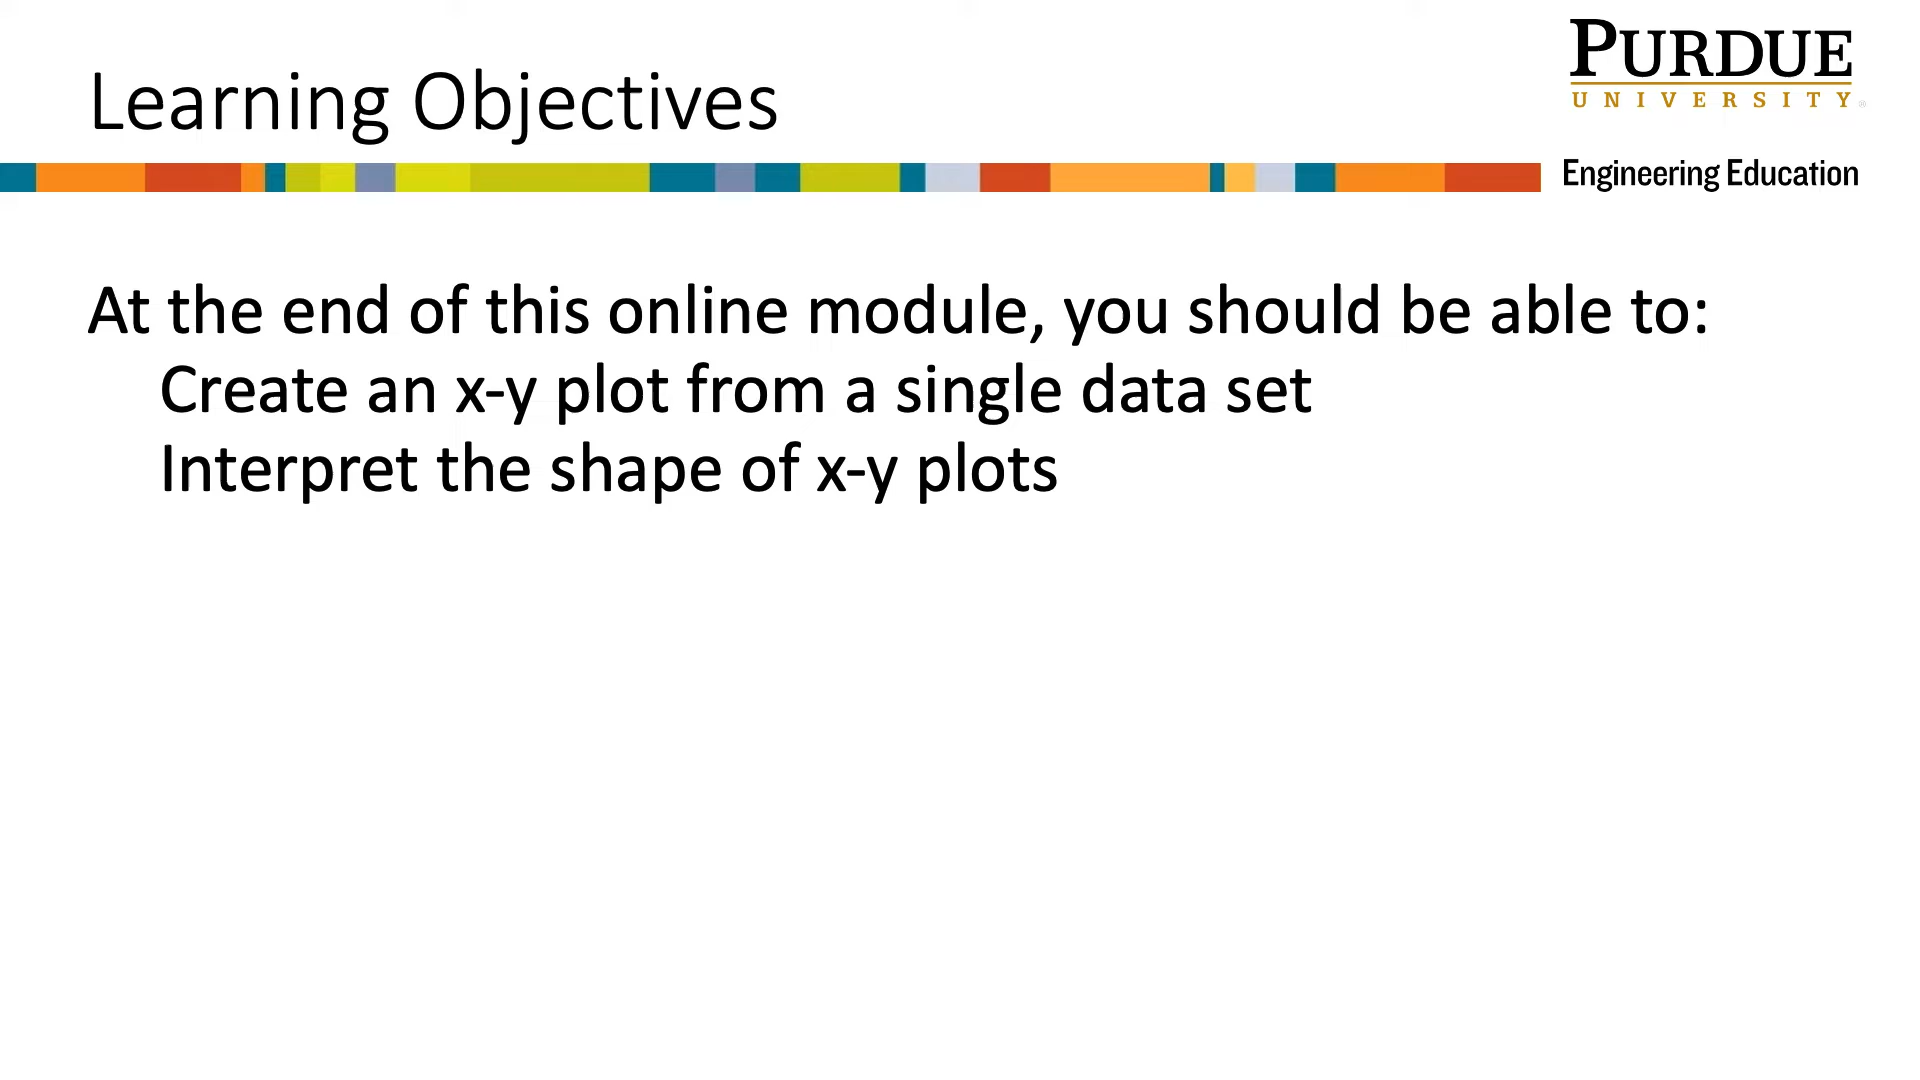 PURDUE
UNIVERSITY®
Learning Objectives
Engineering Education
At the end of this online module, you should be able to:
Create an x-y plot from a single data set
Interpret the shape of x-y plots